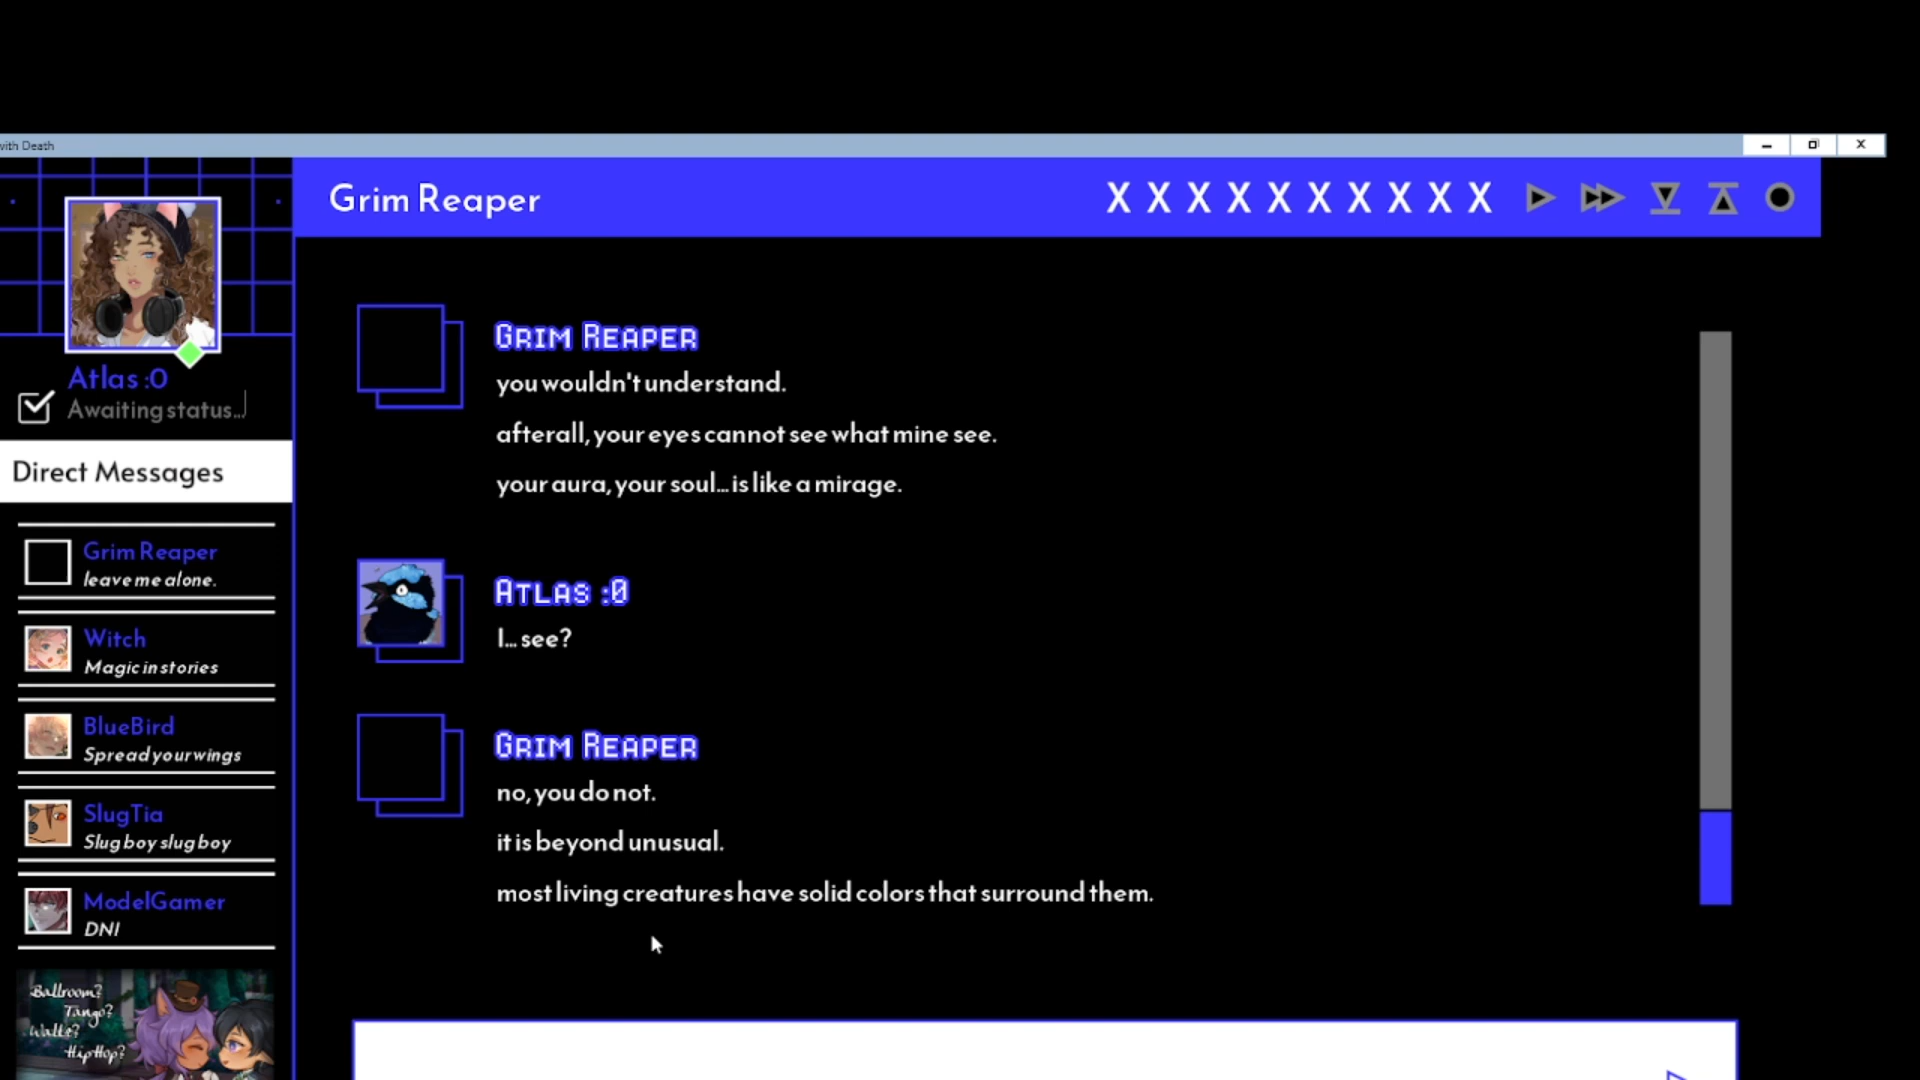 with Death
Grim Reaper
X X X X X X X X X X
Atlas :0
Awaiting status...
Direct Messages
Grim Reaper
leave me alone.
Witch
Magic in stories
BlueBird
Spread your wings
SlugTia
Slug boy slug boy
ModelGamer
DNI
Ballroom?
Tango?
Waltz?
HipHop?
Grim Reaper
you wouldn't understand.
afterall, your eyes cannot see what mine see.
your aura, your soul... is like a mirage.
Atlas :0
I... see?
Grim Reaper
no, you do not.
it is beyond unusual.
most living creatures have solid colors that surround them.